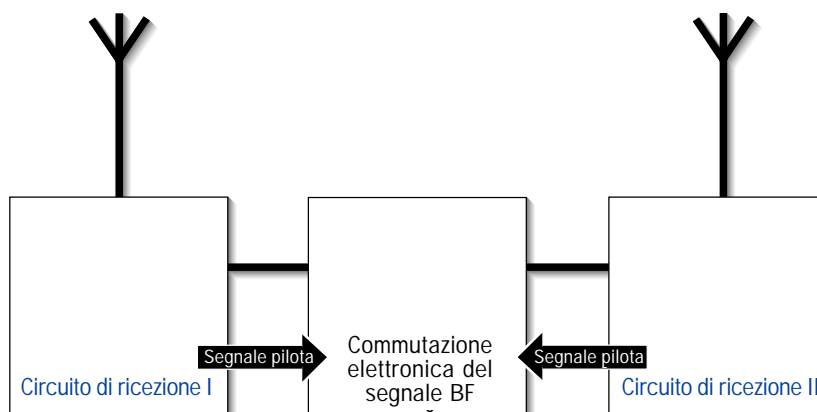 Segnale pilota
Circuito di ricezione I
Commutazione
elettronica del
segnale BF
Segnale pilota
Circuito di ricezione II